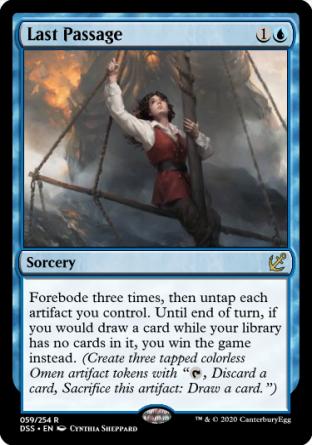 Last Passage 1
Sorcery
Forebode three times, then untap each
artifact you control. Until end of turn, if
you would draw a card while your library
has no cards in it, you win the game
instead. (Create three tapped colorless
Omen artifact tokens with “, Discard a
card, Sacrifice this artifact: Draw a card.”)
059/254 R
DSS • EN Cynthia Sheppard
™ & © 2020 CanterburyEgg